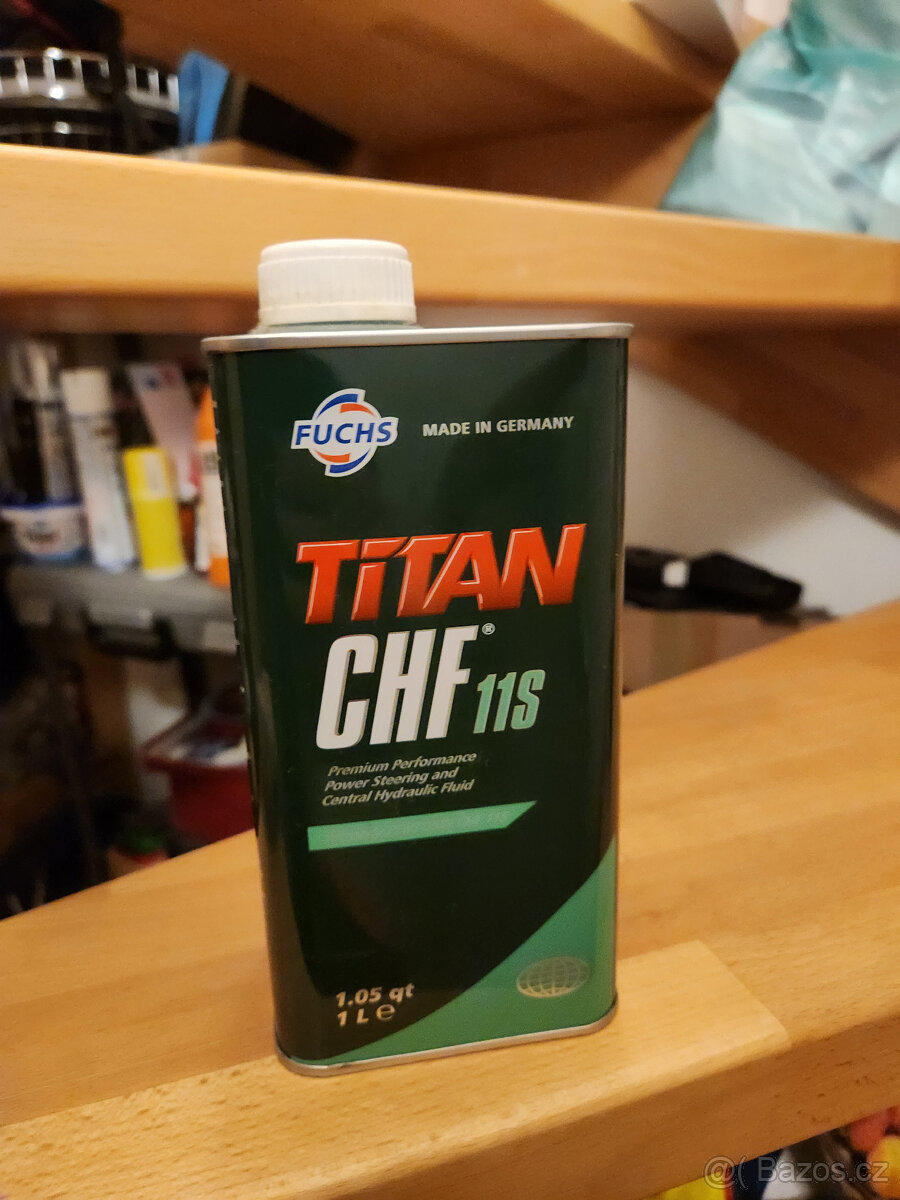 FUCHS
MADE IN GERMANY
TiTAN
CHF® 11S
Premium Performance
Power Steering and
Central Hydraulic Fluid
1.05 qt
1 L ℮
@( Bazos.cz